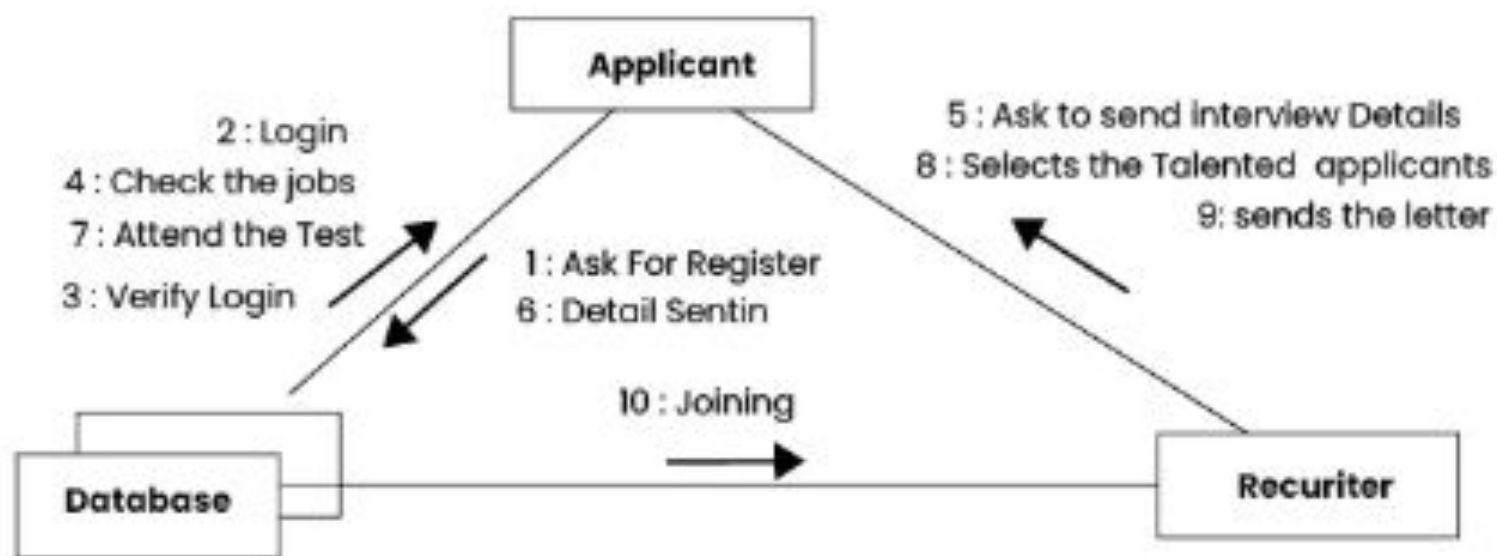 Applicant
2 : Login
4 : Check the jobs
7 : Attend the Test
3 : Verify Login
5 : Ask to send interview Details
8 : Selects the Talented applicants
9: sends the letter
1 : Ask For Register
6 : Detail Sentin
10 : Joining
Database
Recuriter